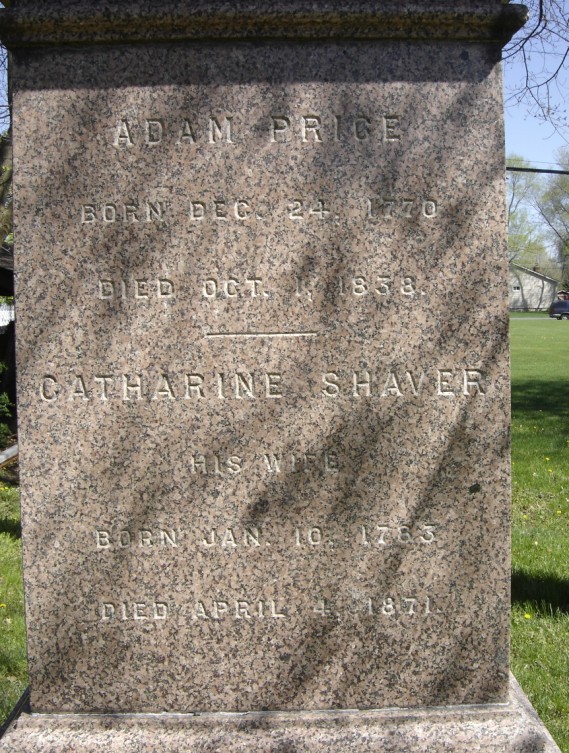 ADAM PRICE
BORN DEC. 24, 1770
DIED OCT. 1, 1838.
CATHARINE SHAVER
HIS WIFE
BORN JAN. 10, 1783
DIED APRIL 4, 1871.